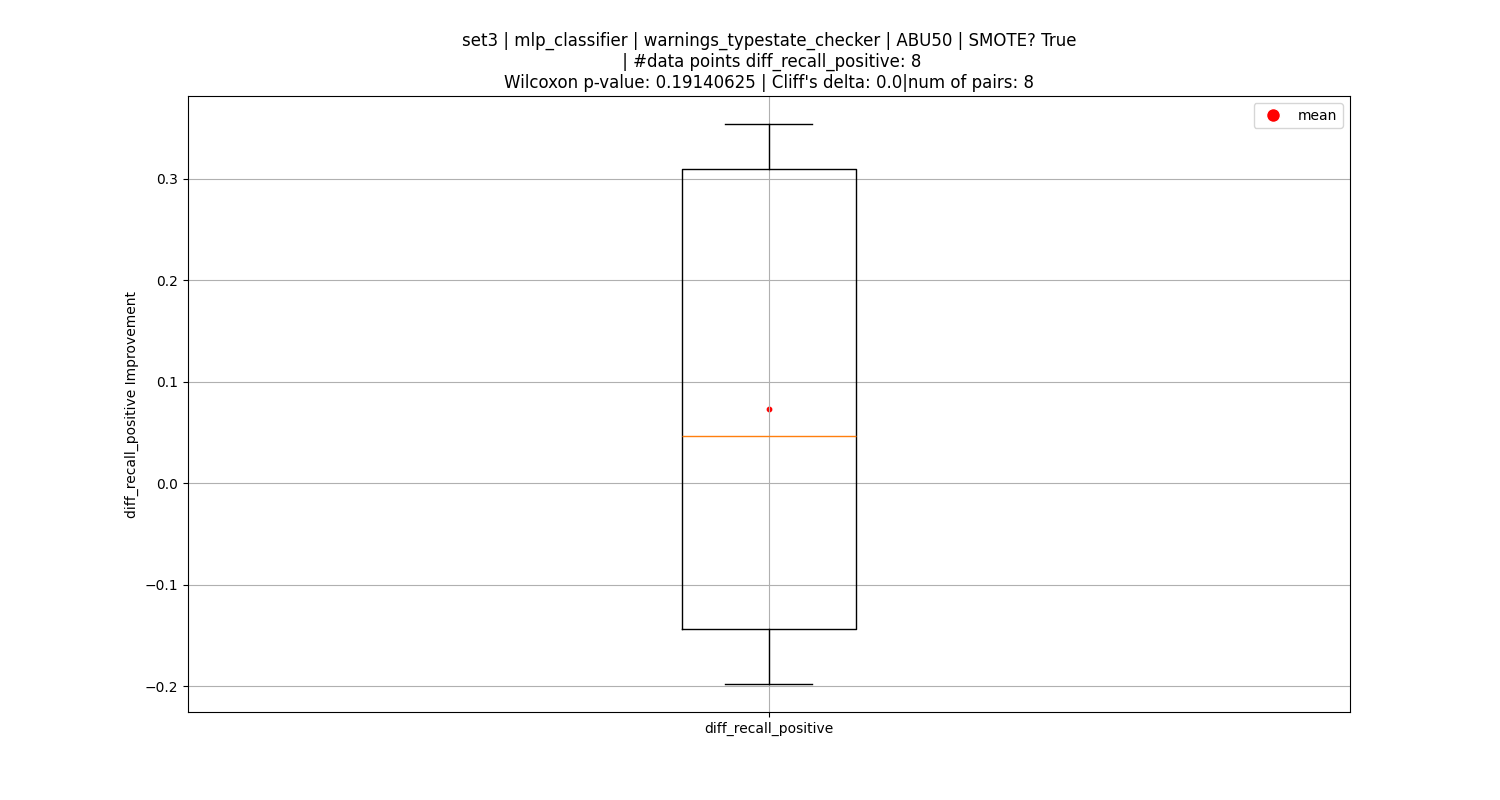 set3 | mlp_classifier | warnings_typestate_checker | ABU50 | SMOTE? True
| #data points diff_recall_positive: 8
Wilcoxon p-value: 0.19140625 | Cliff's delta: 0.0|num of pairs: 8
mean
0.3
0.2
0.1
0.0
−0.1
−0.2
diff_recall_positive Improvement
diff_recall_positive